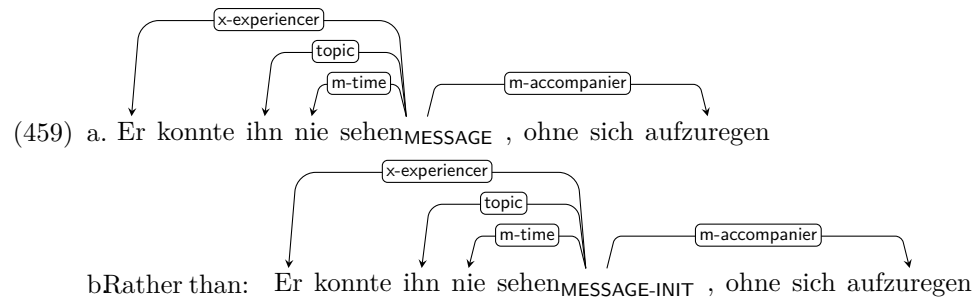 x-experiencer
topic
m-time
m-accompanier
(459) a. Er konnte ihn nie sehenMESSAGE , ohne sich aufzuregen
x-experiencer
topic
m-time
m-accompanier
bRather than: Er konnte ihn nie sehenMESSAGE-INIT , ohne sich aufzuregen